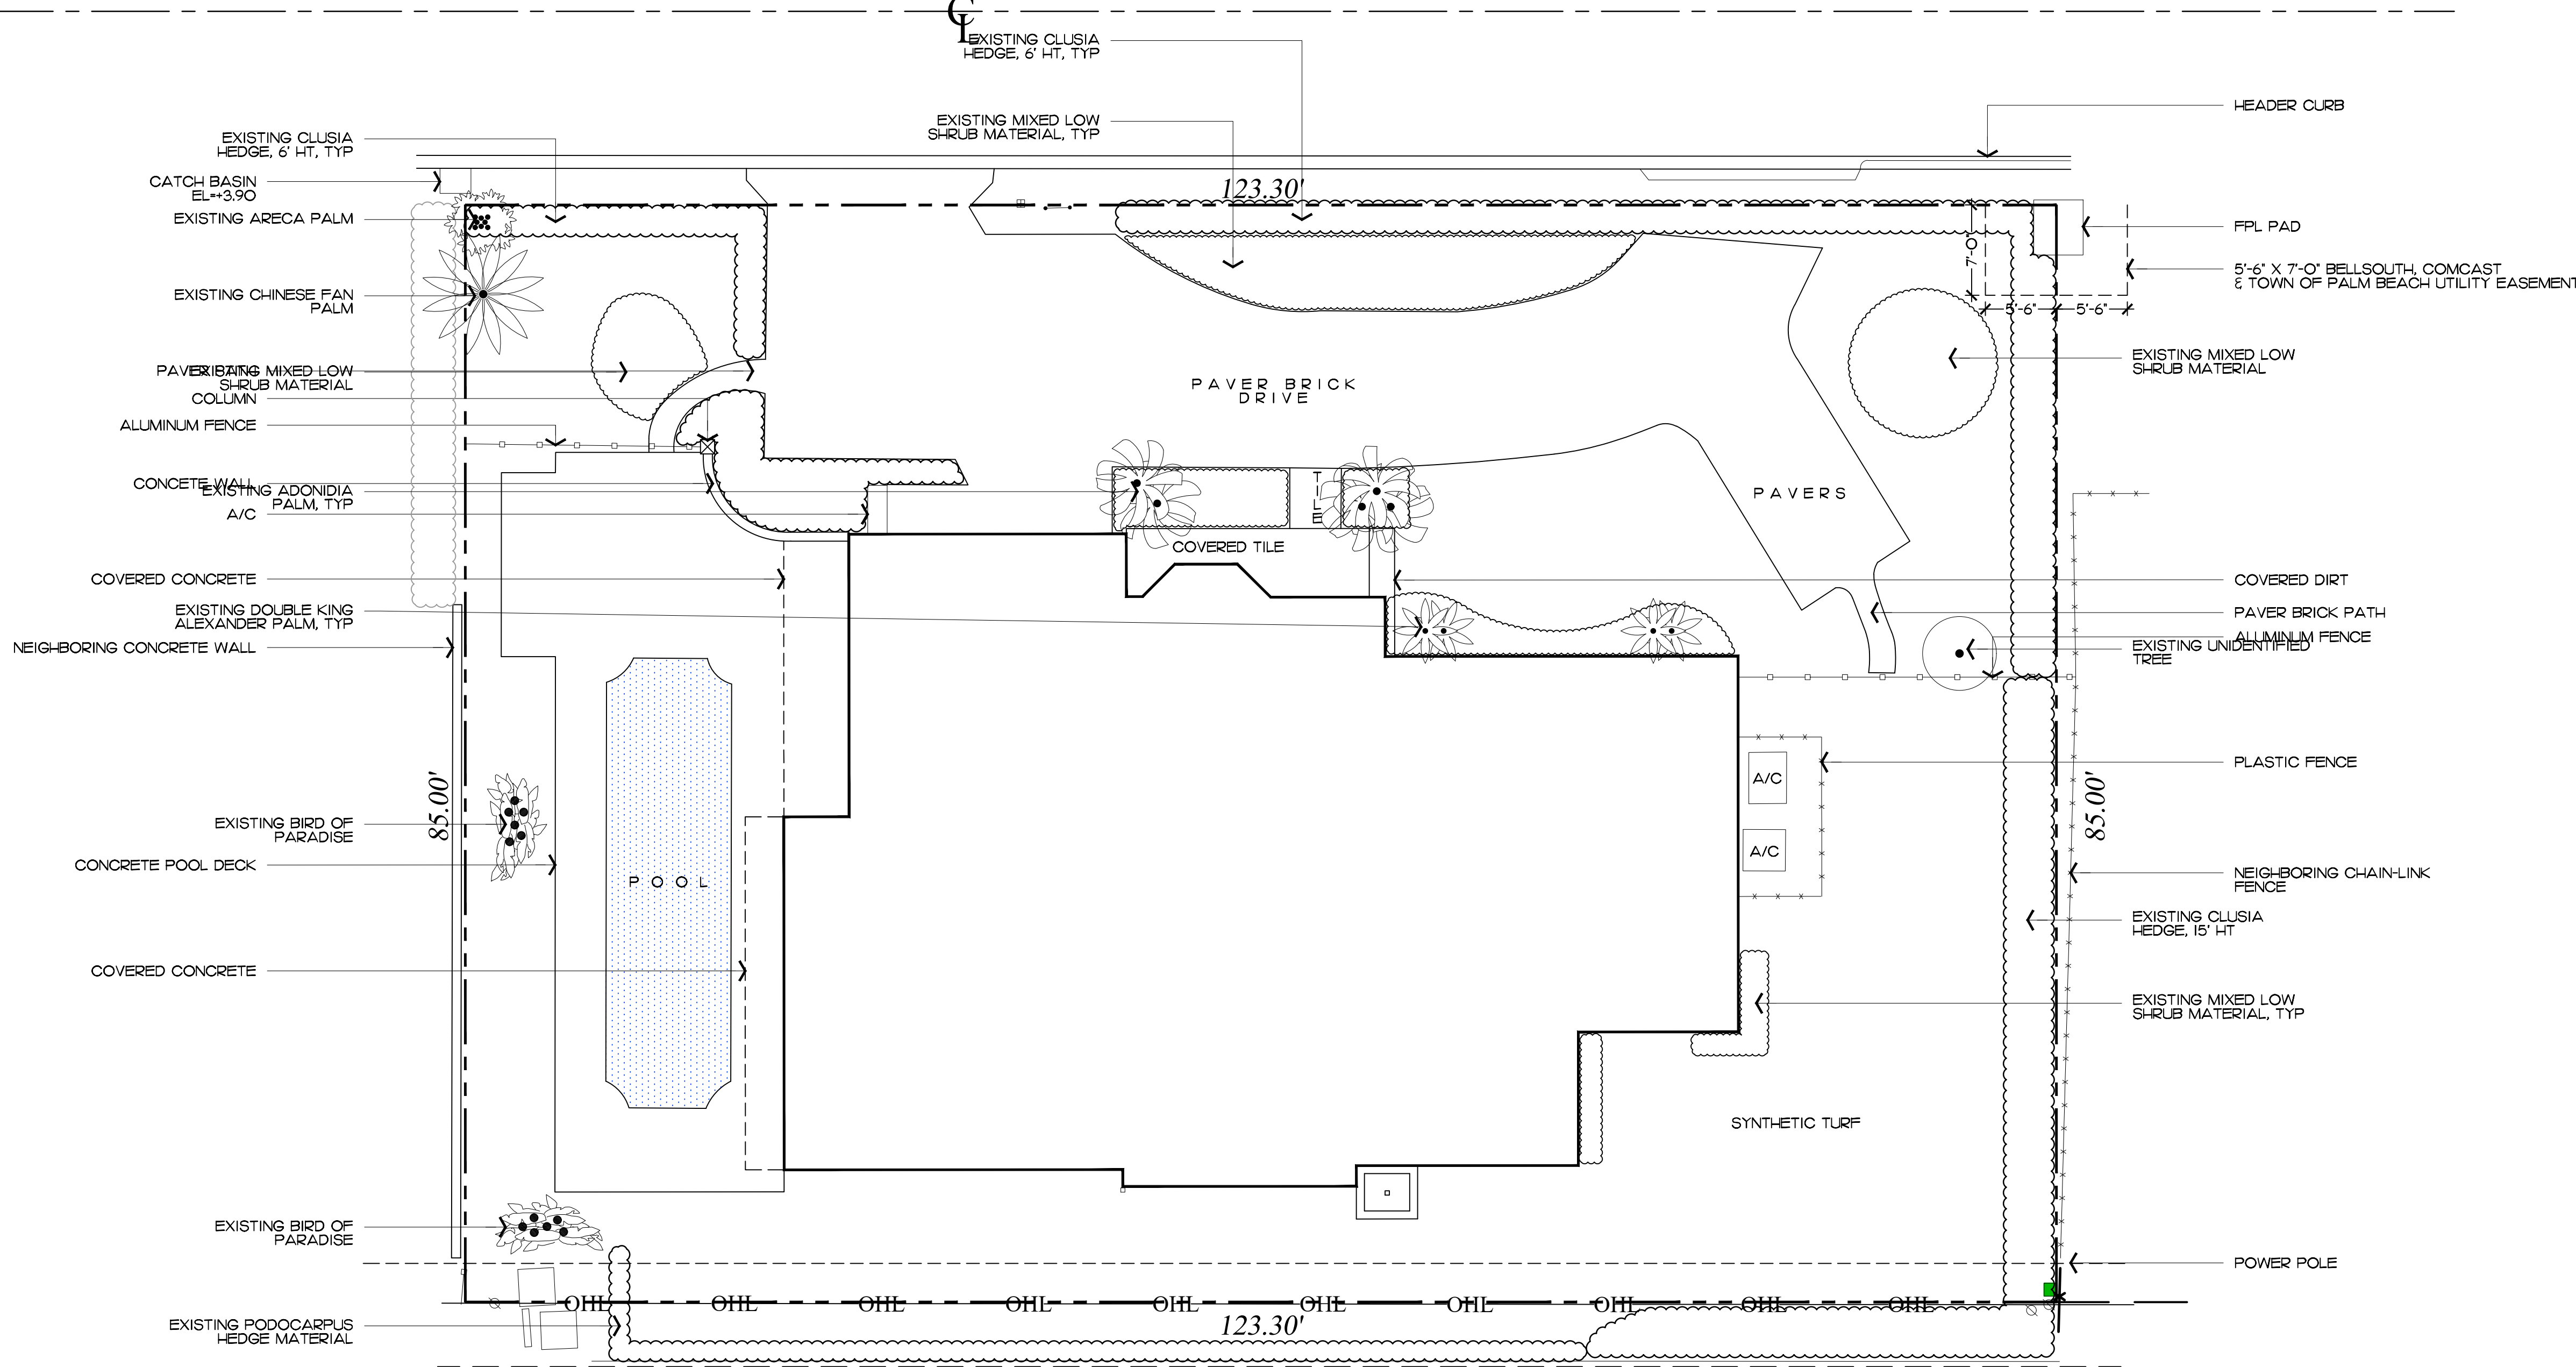 CL
EXISTING CLUSIA
HEDGE, 6' HT, TYP
EXISTING MIXED LOW
SHRUB MATERIAL, TYP
HEADER CURB
EXISTING CLUSIA
HEDGE, 6' HT, TYP
CATCH BASIN
EL=+3.90
EXISTING ARECA PALM
EXISTING CHINESE FAN
PALM
PAVER PATH
EXISTING MIXED LOW
SHRUB MATERIAL
COLUMN
ALUMINUM FENCE
CONCETE WALL
EXISTING ADONIDIA
PALM, TYP
A/C
COVERED CONCRETE
EXISTING DOUBLE KING
ALEXANDER PALM, TYP
NEIGHBORING CONCRETE WALL
EXISTING BIRD OF
PARADISE
CONCRETE POOL DECK
COVERED CONCRETE
EXISTING BIRD OF
PARADISE
EXISTING PODOCARPUS
HEDGE MATERIAL
123.30'
85.00'
PAVER BRICK
DRIVE
TILE
COVERED TILE
PAVERS
POOL
A/C
A/C
SYNTHETIC TURF
7'-0"
5'-6"
5'-6"
85.00'
FPL PAD
5'-6" X 7'-0" BELLSOUTH, COMCAST
& TOWN OF PALM BEACH UTILITY EASEMENT
EXISTING MIXED LOW
SHRUB MATERIAL
COVERED DIRT
PAVER BRICK PATH
ALUMINUM FENCE
EXISTING UNIDENTIFIED
TREE
PLASTIC FENCE
NEIGHBORING CHAIN-LINK
FENCE
EXISTING CLUSIA
HEDGE, 15' HT
EXISTING MIXED LOW
SHRUB MATERIAL, TYP
POWER POLE
OHL OHL OHL OHL OHL OHL OHL OHL OHL OHL
123.30'